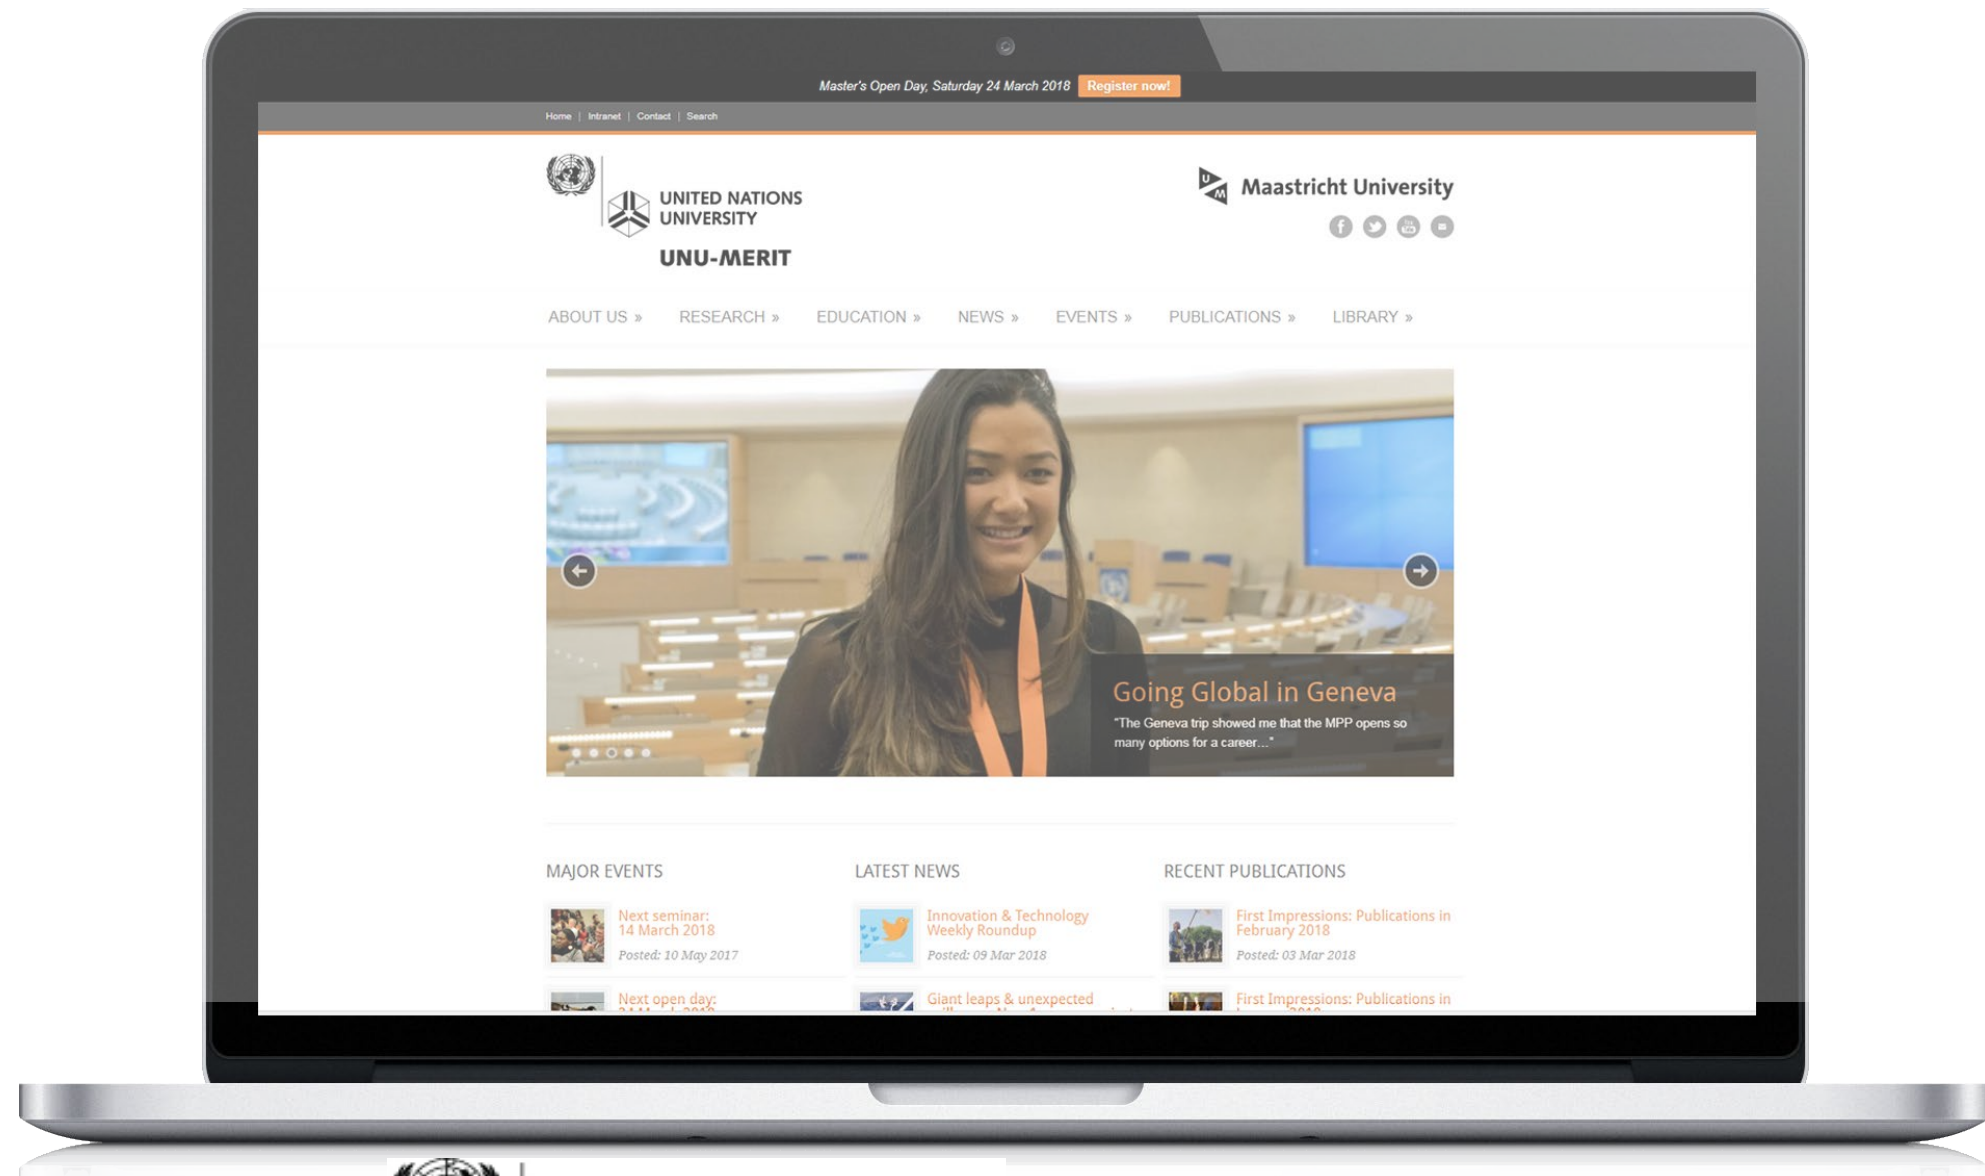 Master's Open Day, Saturday 24 March 2018 Register now!
Home | Intranet | Contact | Search
UNITED NATIONS
UNIVERSITY
UNU-MERIT
UM
Maastricht University
ABOUT US » RESEARCH » EDUCATION » NEWS » EVENTS » PUBLICATIONS » LIBRARY »
Going Global in Geneva
"The Geneva trip showed me that the MPP opens so
many options for a career..."
MAJOR EVENTS
Next seminar:
14 March 2018
Posted: 10 May 2017
Next open day:
LATEST NEWS
Innovation & Technology
Weekly Roundup
Posted: 09 Mar 2018
Giant leaps & unexpected
RECENT PUBLICATIONS
First Impressions: Publications in
February 2018
Posted: 03 Mar 2018
First Impressions: Publications in